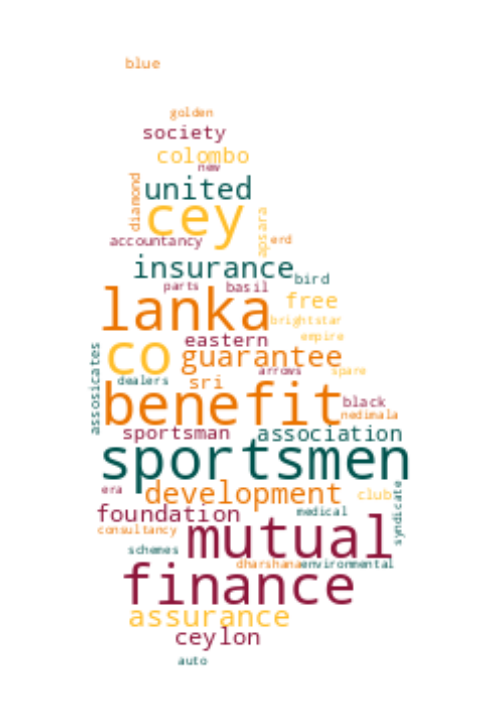 blue
golden
society
colombo
new
diamond
united
cey
apsara
accountancy
erd
insurance
bird
parts
basil
lanka
free
brightstar
eastern
empire
co
guarantee
assosicates
dealers
sri
arrows
spare
benefit
black
nedimala
sportsman
association
sportsmen
era
development
club
syndicate
foundation
medical
consultancy
mutual
schemes
dharshana
environmental
finance
assurance
ceylon
auto